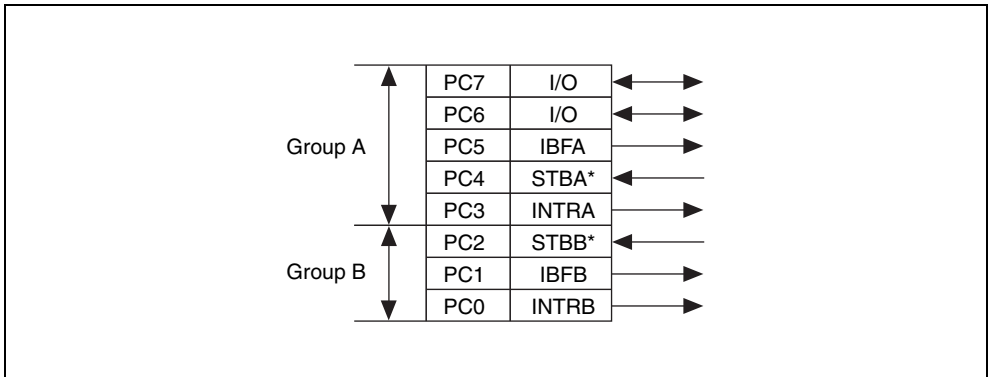 PC7 I/O
PC6 I/O
Group A PC5 IBFA
PC4 STBA*
PC3 INTRA
PC2 STBB*
Group B PC1 IBFB
PC0 INTRB